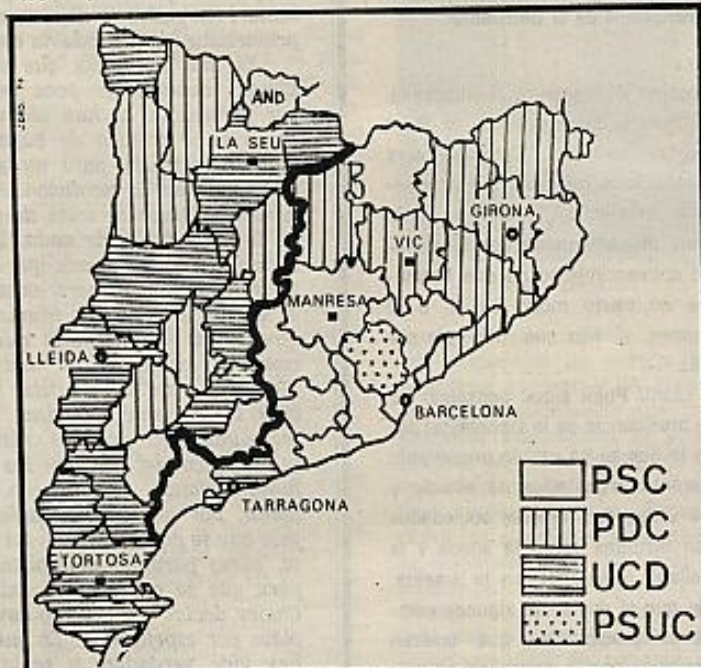 AND
LA SEU
GIRONA
VIC
MANRESA
LLEIDA
BARCELONA
TARRAGONA
TORTOSA
PSC
PDC
UCD
PSUC